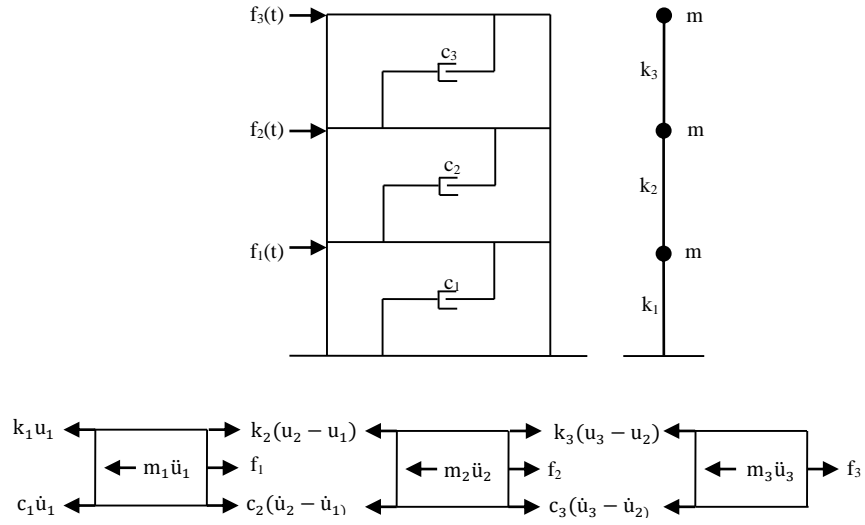 f₃(t)
m
c₃
k₃
f₂(t)
m
c₂
k₂
f₁(t)
m
c₁
k₁
k₁u₁ k₂(u₂ − u₁) k₃(u₃ − u₂)
m₁ü₁ f₁ m₂ü₂ f₂ m₃ü₃ f₃
c₁u̇₁ c₂(u̇₂ − u̇₁) c₃(u̇₃ − u̇₂)